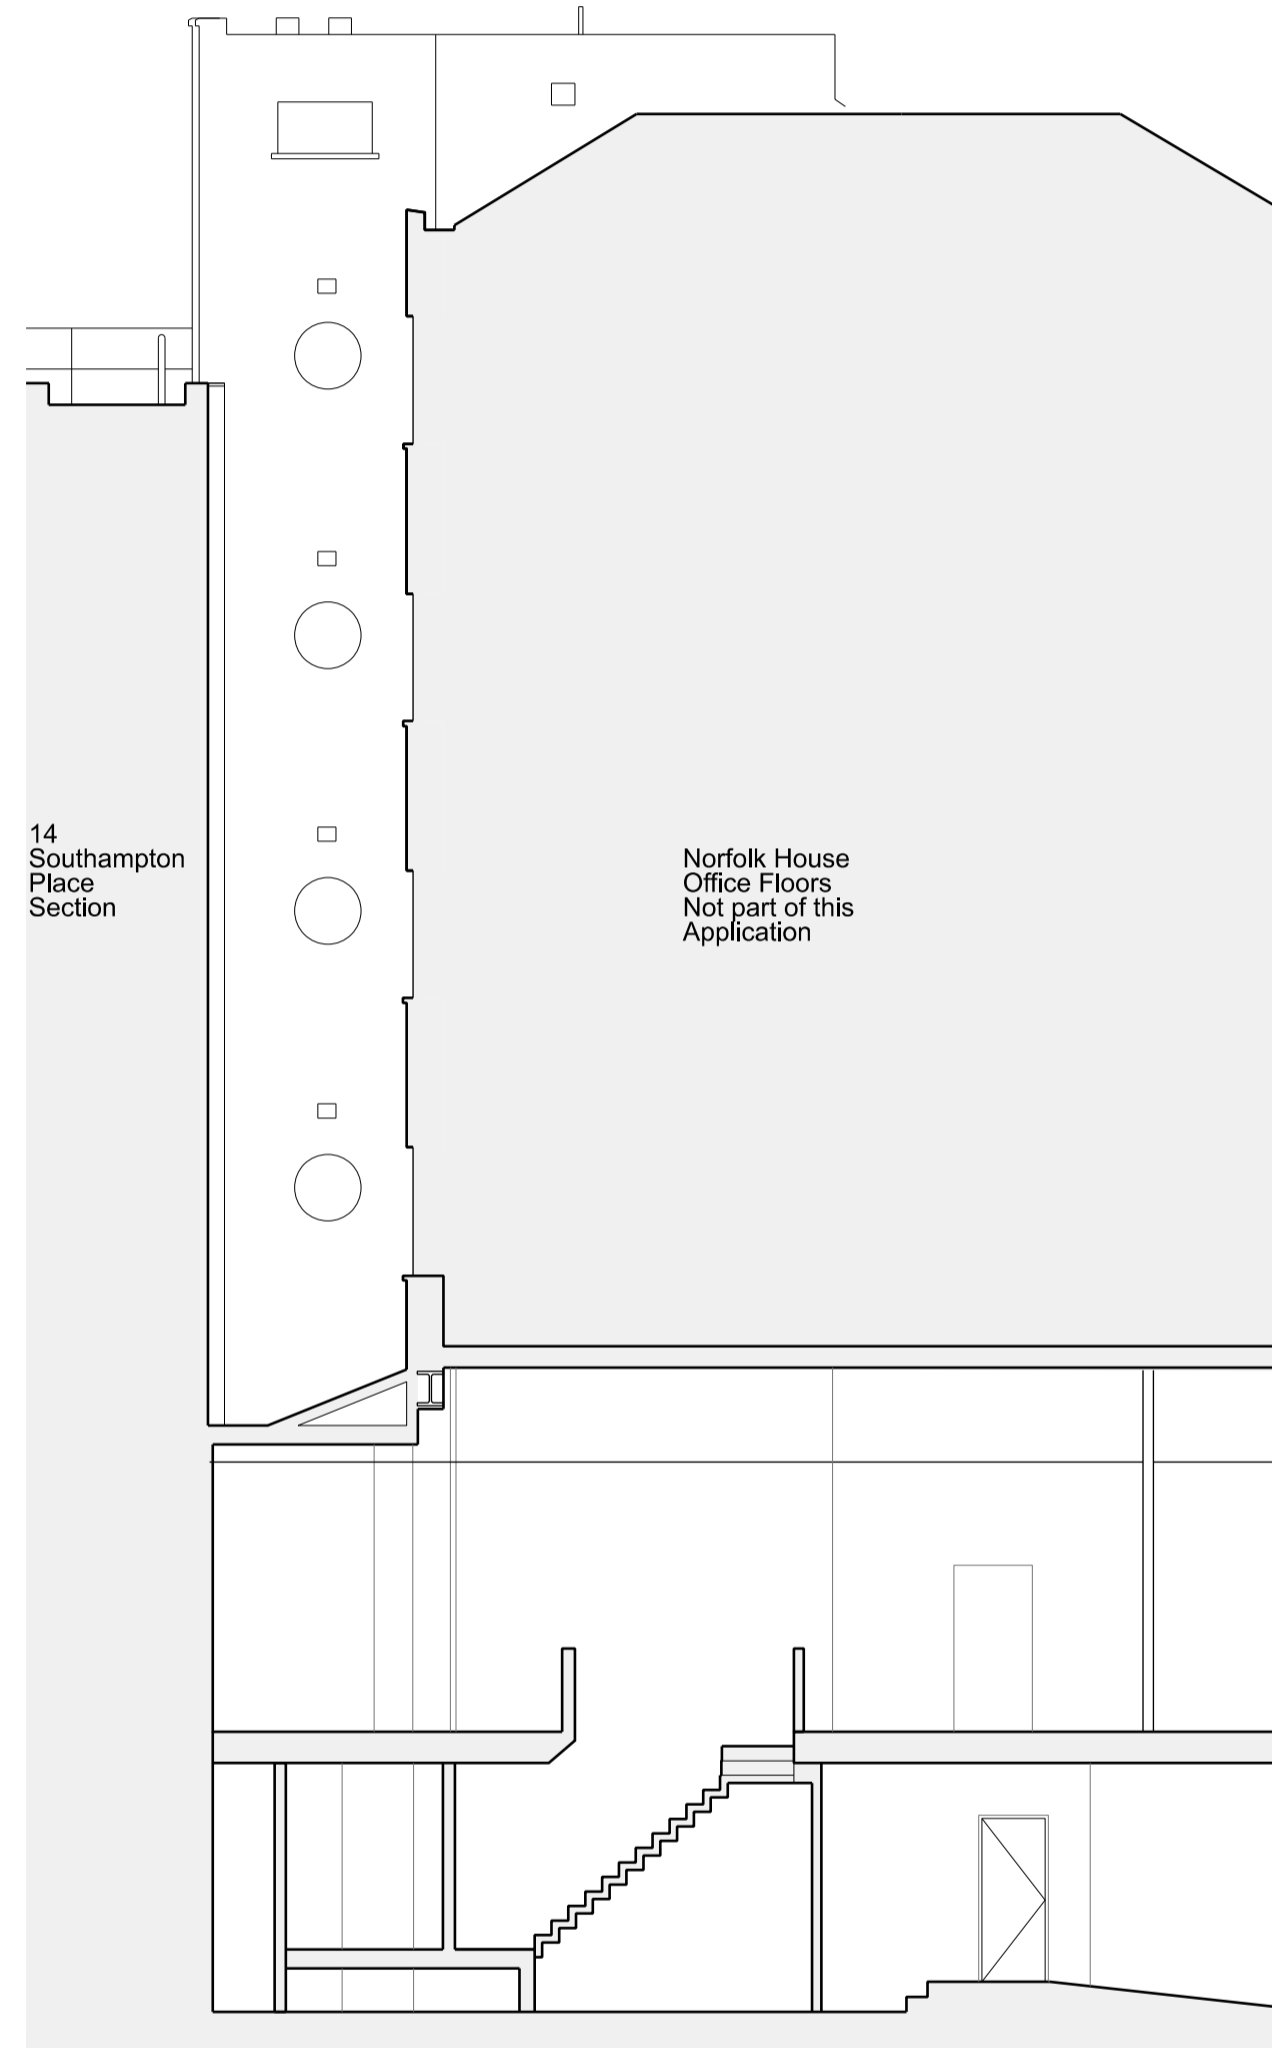 14
Southampton
Place
Section
Norfolk House
Office Floors
Not part of this
Application